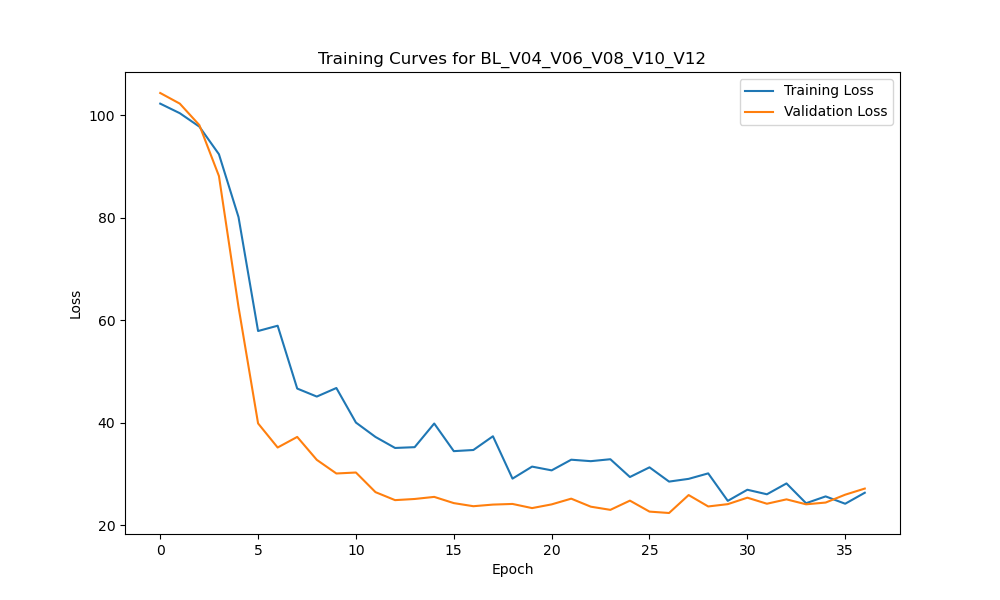 Training Curves for BL_V04_V06_V08_V10_V12
Training Loss
Validation Loss
Loss
100
80
60
40
20
0 5 10 15 20 25 30 35
Epoch